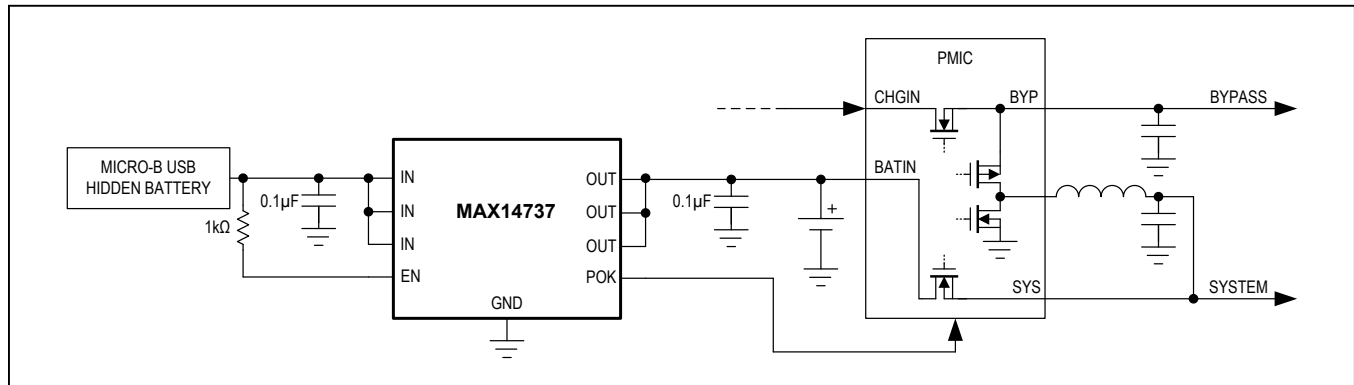 PMIC
CHGIN
BYP
BYPASS
MICRO-B USB
HIDDEN BATTERY
0.1µF
1kΩ
IN
IN
IN
EN
MAX14737
GND
OUT
OUT
OUT
POK
0.1µF
+
BATIN
SYS
SYSTEM